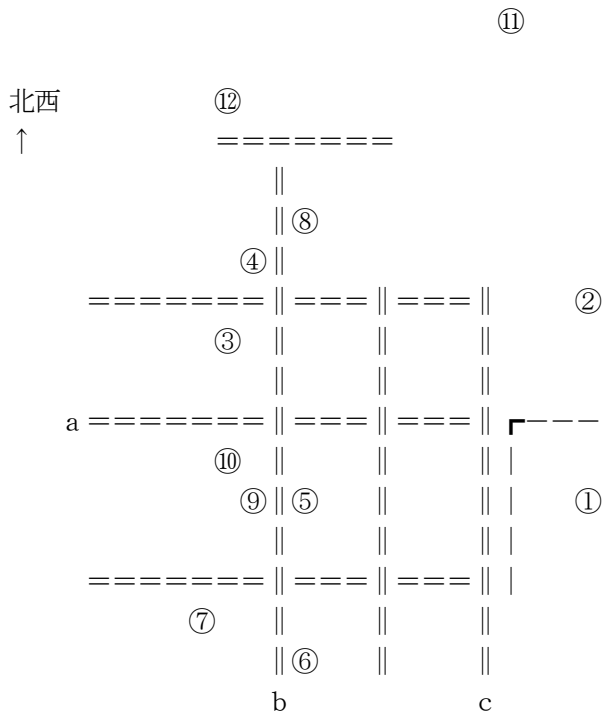 ⑪
北西 ⑫
↑ =======
||
||⑧
④||
=======||===||===|| ②
③|| || ||
|| || ||
a=======||===||===||┏———
⑩|| || || |
⑨||⑤ || || | ①
|| || || |
=======||===||===|| |
⑦ || || ||
||⑥ || ||
b c